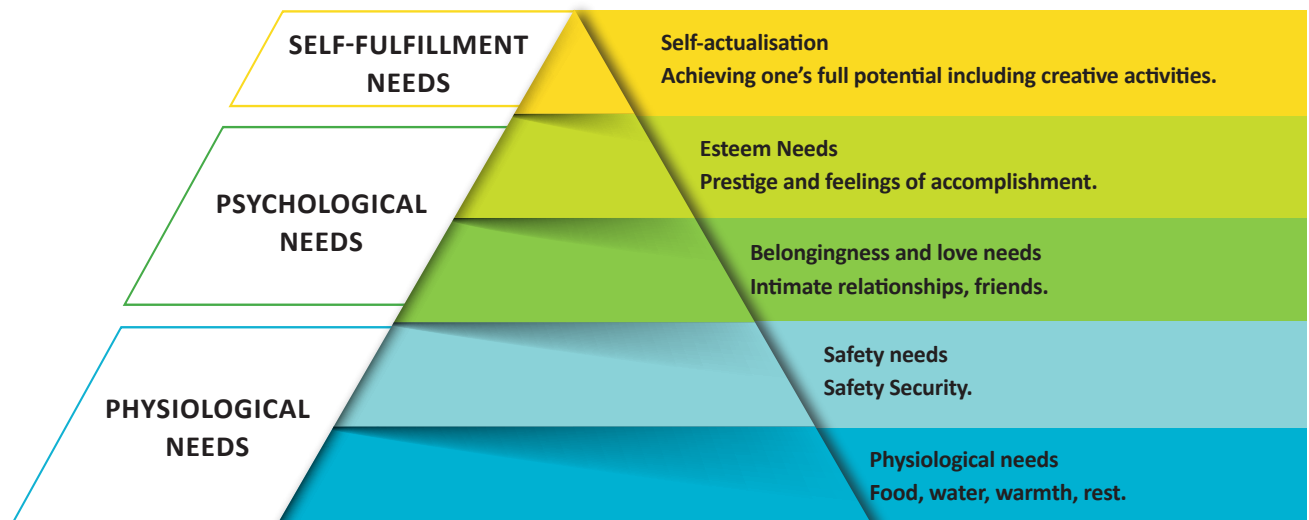 SELF-FULFILLMENT
NEEDS
Self-actualisation
Achieving one's full potential including creative activities.
PSYCHOLOGICAL
NEEDS
Esteem Needs
Prestige and feelings of accomplishment.
Belongingness and love needs
Intimate relationships, friends.
PHYSIOLOGICAL
NEEDS
Safety needs
Safety Security.
Physiological needs
Food, water, warmth, rest.